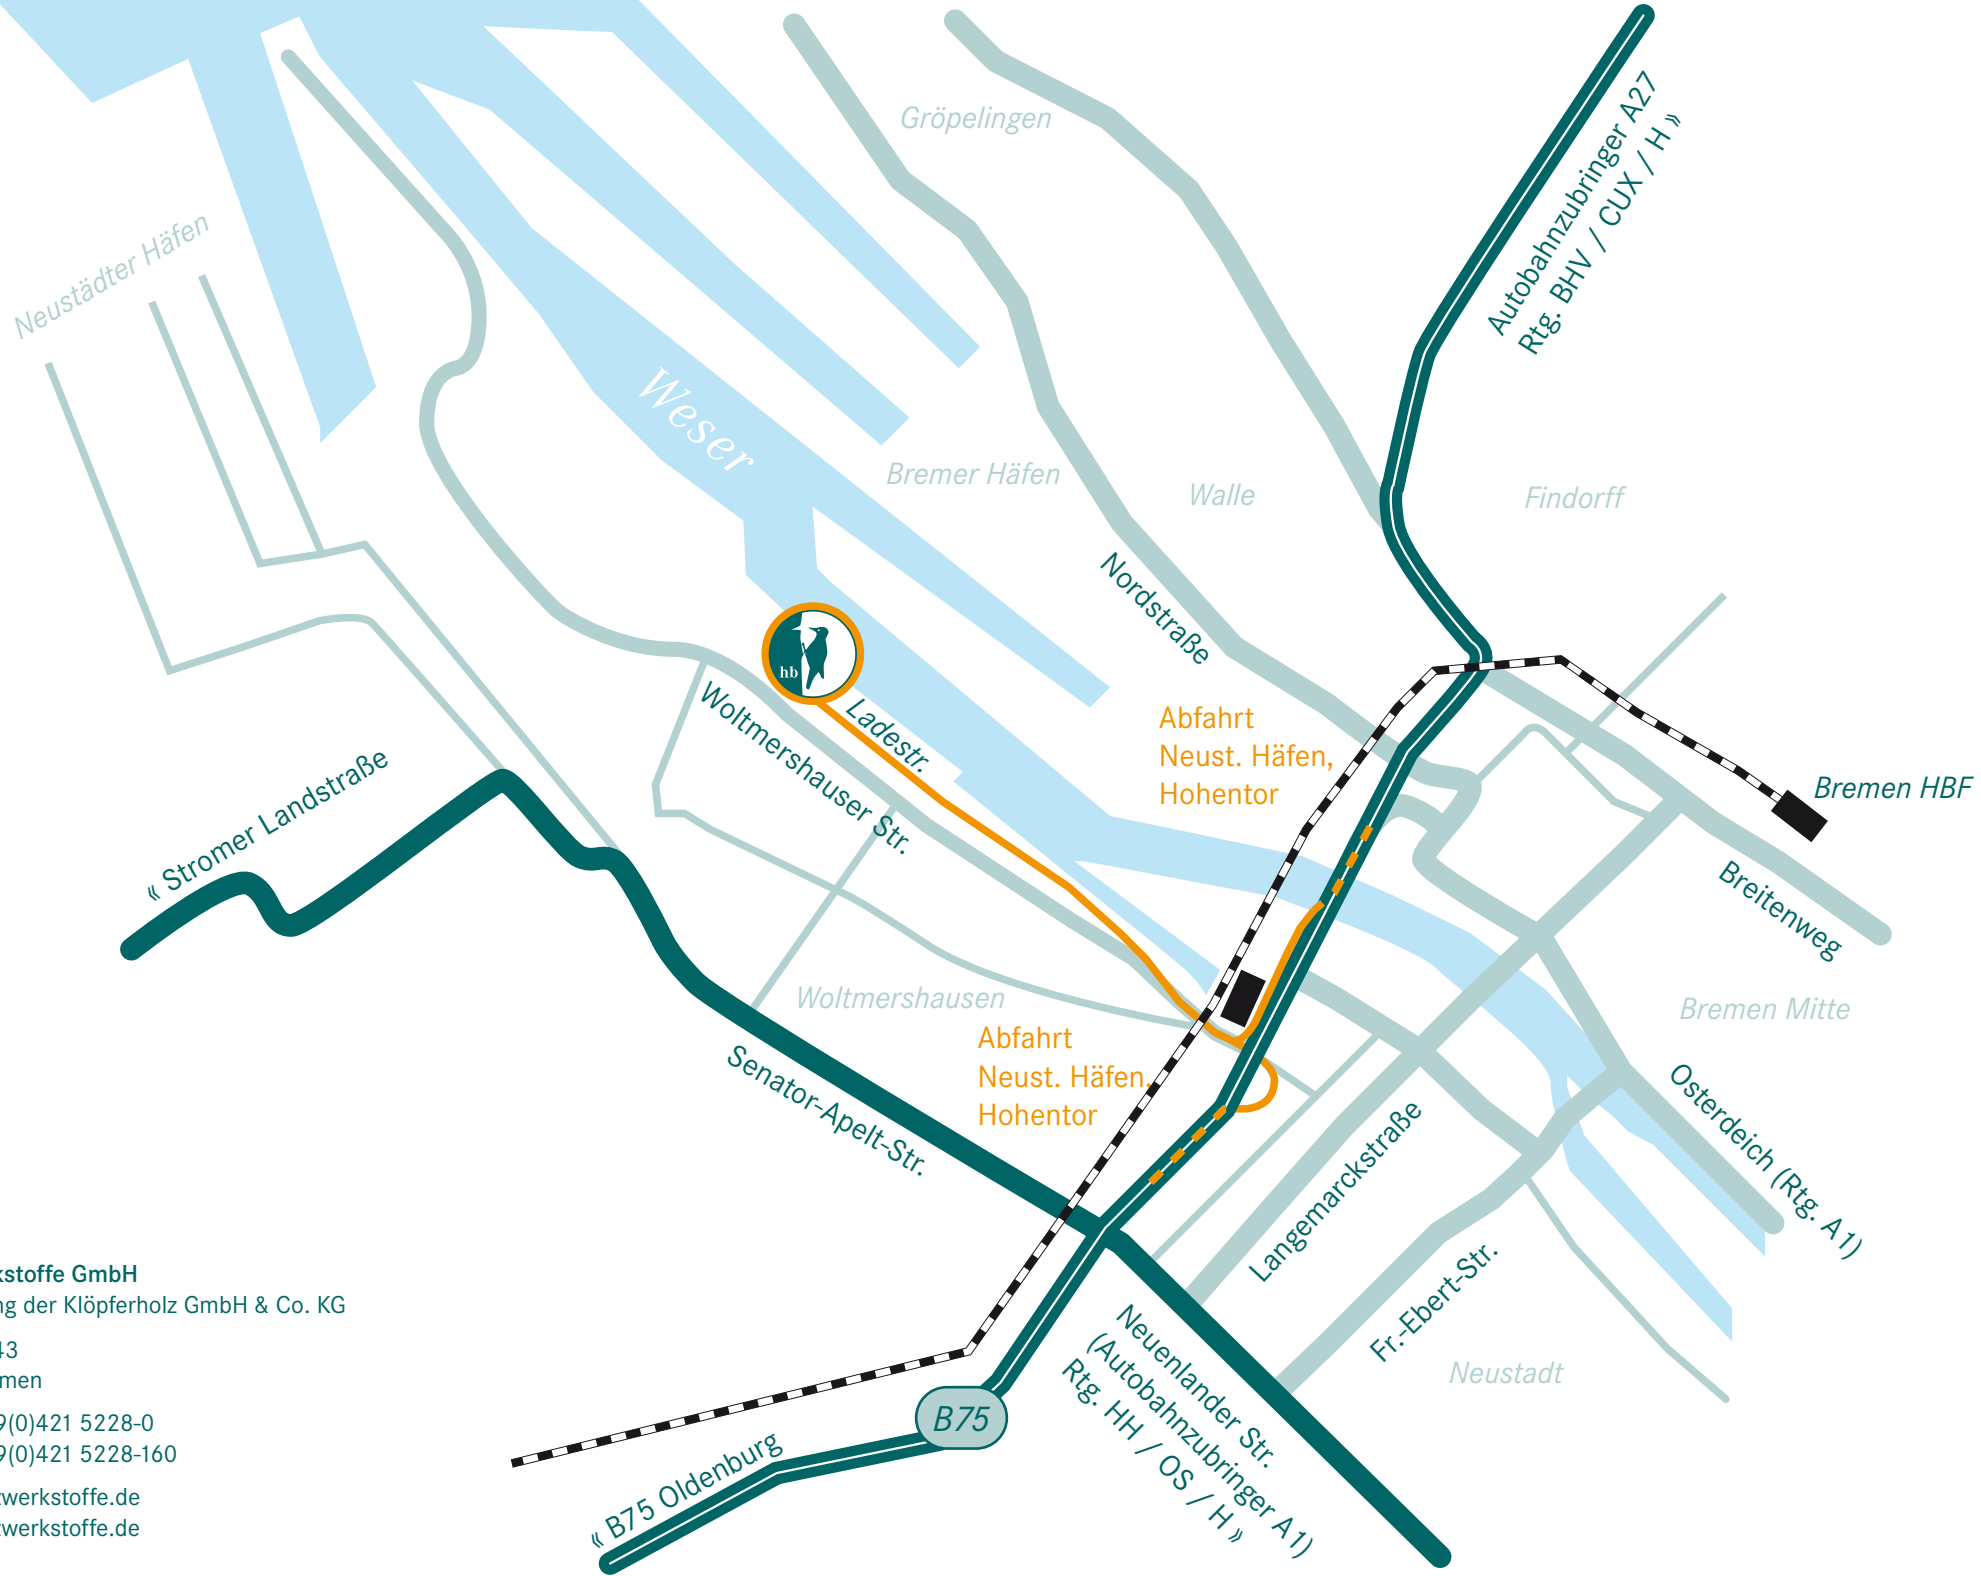 Gröpelingen
Autobahnzubringer A27
Rtg. BHV / CUX / H »
Neustädter Häfen
Weser
Bremer Häfen
Walle
Findorff
Nordstraße
hb
Ladestr.
Woltmershauser Str.
Abfahrt
Neust. Häfen,
Hohentor
Bremen HBF
« Stromer Landstraße
Breitenweg
Woltmershausen
Bremen Mitte
Abfahrt
Neust. Häfen,
Hohentor
Senator-Apelt-Str.
Osterdeich (Rtg. A1)
Langemarckstraße
Fr.-Ebert-Str.
Neustadt
Neuenlander Str.
(Autobahnzubringer A1)
Rtg. HH / OS / H »
B75
« B75 Oldenburg
kstoffe GmbH
ng der Klöpferholz GmbH & Co. KG
43
men
9(0)421 5228-0
9(0)421 5228-160
zwerkstoffe.de
zwerkstoffe.de